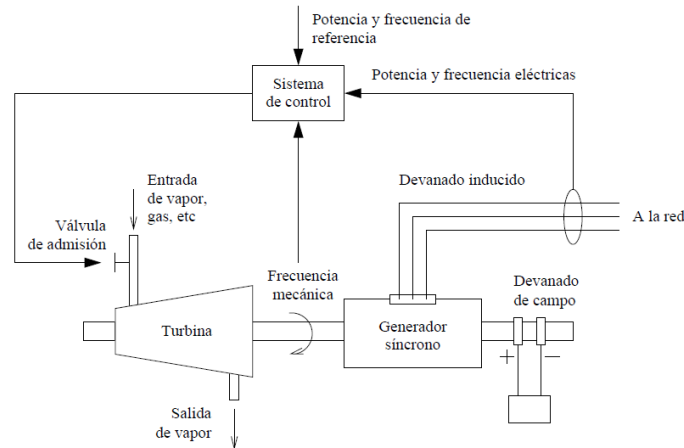 Potencia y frecuencia de
referencia
Sistema
de control
Potencia y frecuencia eléctricas
Entrada
de vapor,
gas, etc
Devanado inducido
Válvula
de admisión
A la red
Frecuencia
mecánica
Devanado
de campo
Turbina
Generador
síncrono
+ −
Salida
de vapor